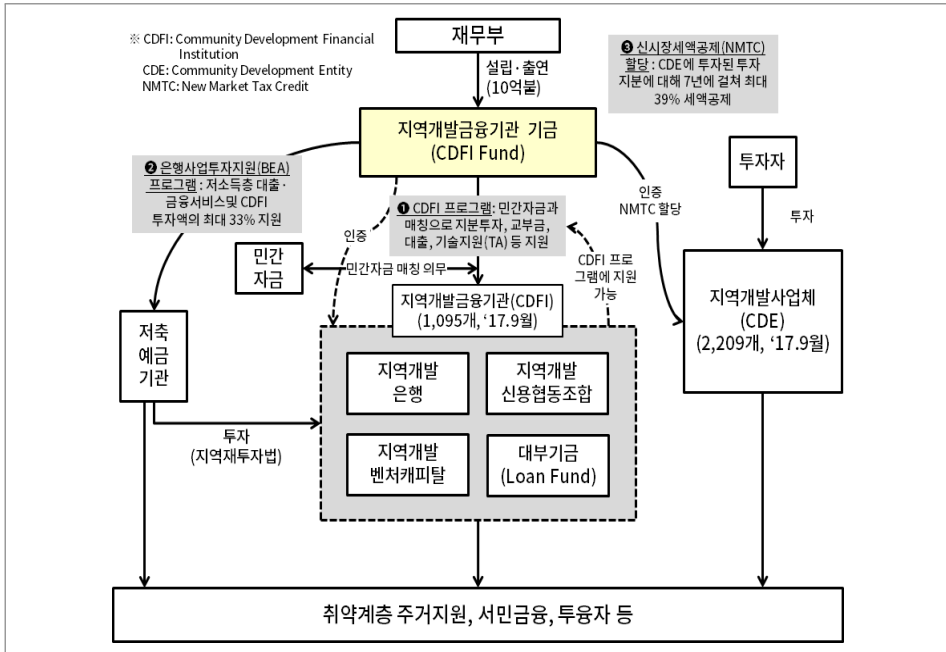 ※ CDFI: Community Development Financial
Institution
CDE: Community Development Entity
NMTC: New Market Tax Credit
재무부
설립·출연
(10억불)
❸ 신시장세액공제(NMTC)
할당 : CDE에 투자된 투자
지분에 대해 7년에 걸쳐 최대
39% 세액공제
지역개발금융기관 기금
(CDFI Fund)
투자자
❷ 은행사업투자지원(BEA)
프로그램 : 저소득층 대출·
금융서비스및 CDFI
투자액의 최대 33% 지원
인증
❶ CDFI 프로그램: 민간자금과
매칭으로 지분투자, 교부금,
대출, 기술지원(TA) 등 지원
인증
NMTC 할당
투자
민간
자금
민간자금 매칭 의무
CDFI 프로
그램에 지원
가능
지역개발금융기관(CDFI)
(1,095개, ‘17.9월)
지역개발사업체
(CDE)
(2,209개, ‘17.9월)
저축
예금
기관
지역개발
은행
지역개발
신용협동조합
투자
(지역재투자법)
지역개발
벤처캐피탈
대부기금
(Loan Fund)
취약계층 주거지원, 서민금융, 투융자 등